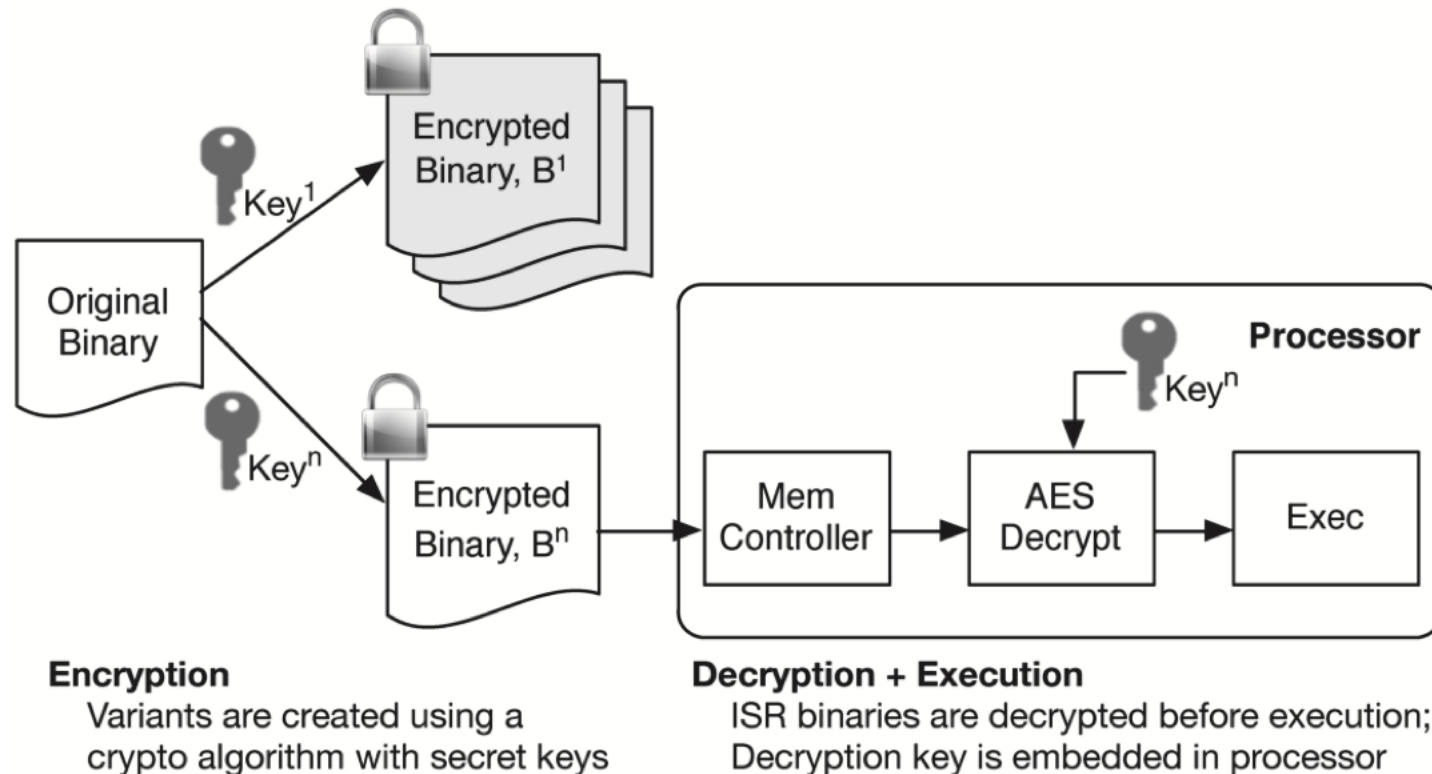 Encrypted
Binary, B¹
Key¹
Original
Binary
Processor
Keyⁿ
Keyⁿ
Encrypted
Binary, Bⁿ
Mem
Controller
AES
Decrypt
Exec
Encryption
Variants are created using a
crypto algorithm with secret keys
Decryption + Execution
ISR binaries are decrypted before execution;
Decryption key is embedded in processor